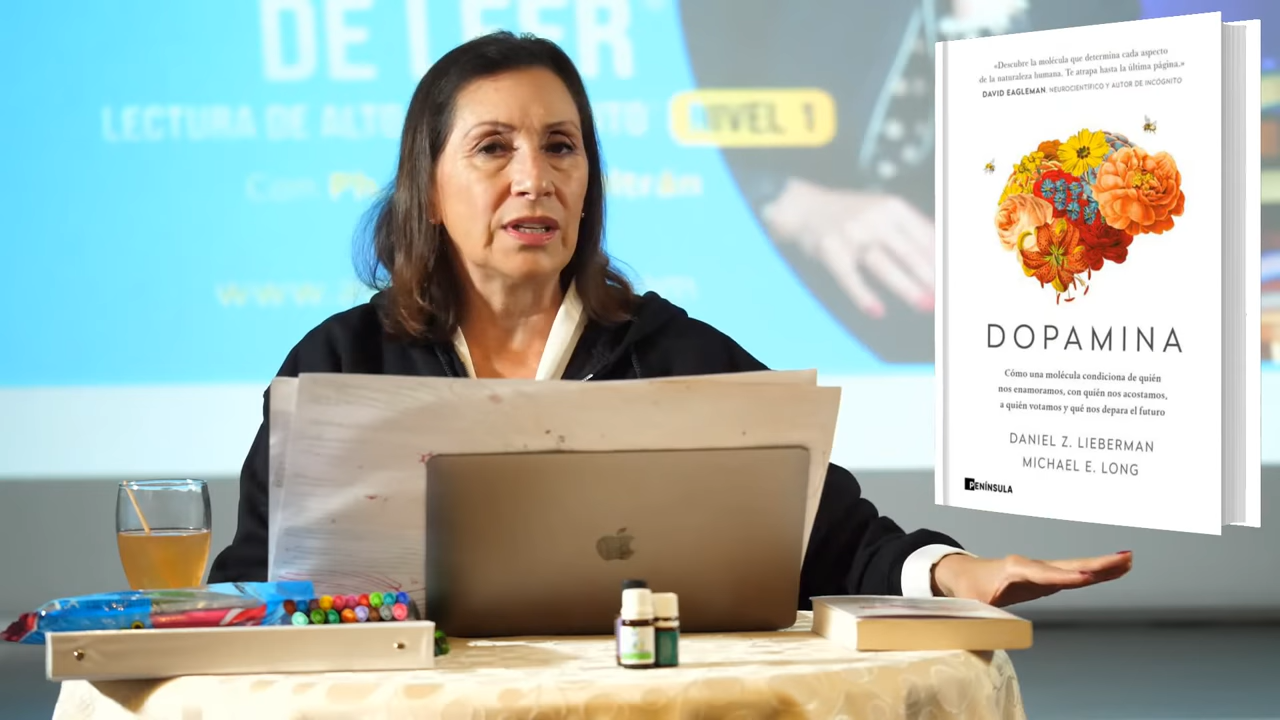 DE LEER
LECTURA DE
NIVEL 1
Con
«Descubre la molécula que determina cada aspecto
de la naturaleza humana. Te atrapa hasta la última página.»
DAVID EAGLEMAN, NEUROCIENTÍFICO Y AUTOR DE INCÓGNITO
DOPAMINA
Cómo una molécula condiciona de quién
nos enamoramos, con quién nos acostamos,
a quién votamos y qué nos depara el futuro
DANIEL Z. LIEBERMAN
MICHAEL E. LONG
PENÍNSULA